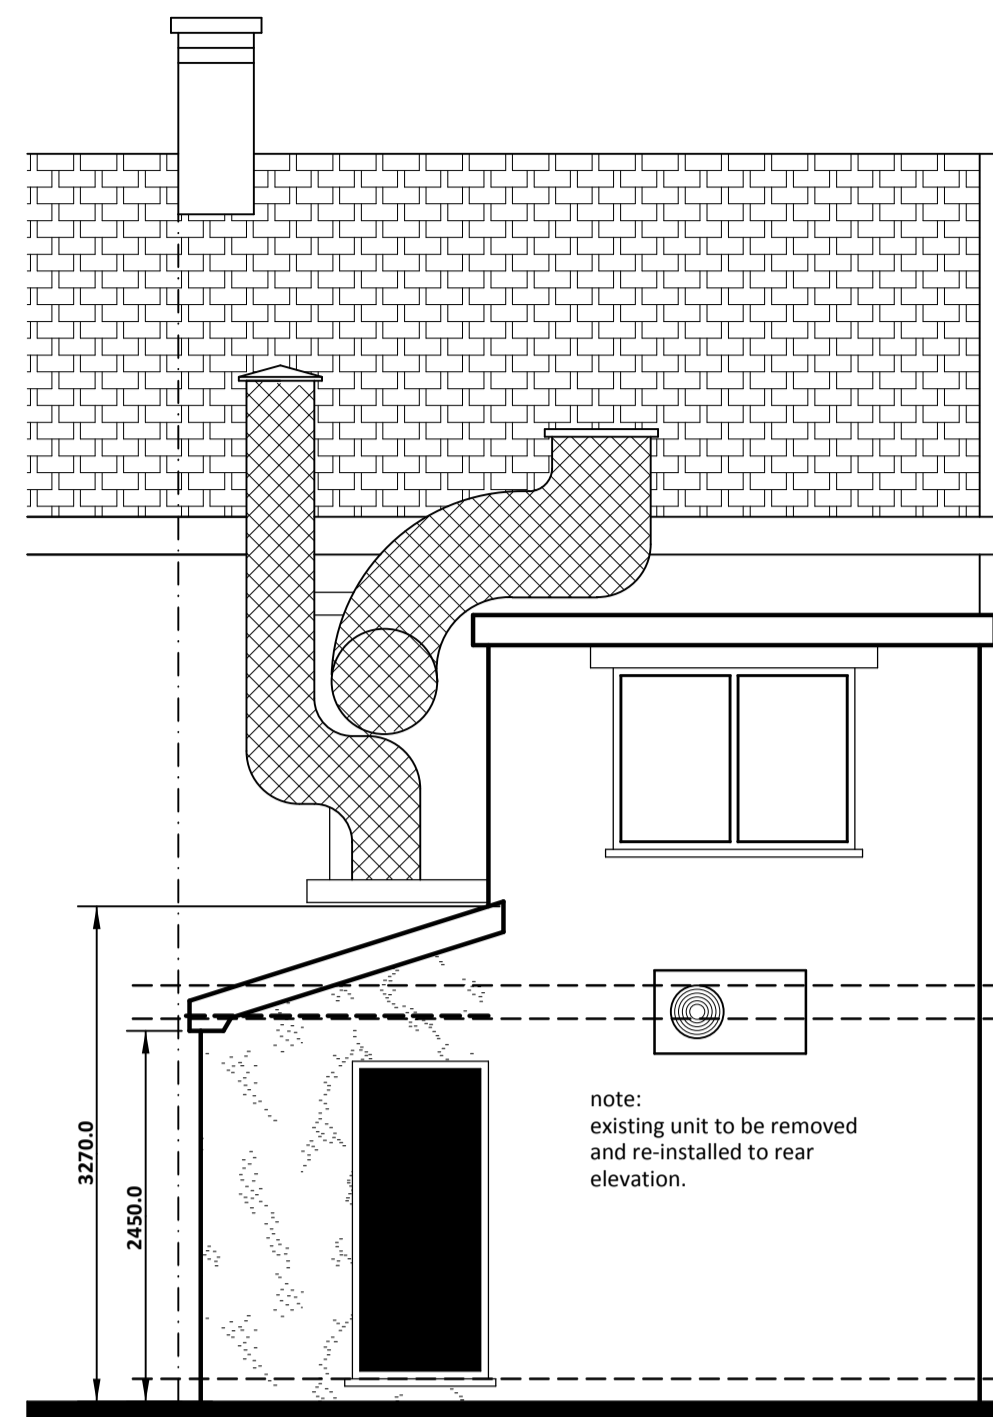 3270.0
2450.0
note:
existing unit to be removed
and re-installed to rear
elevation.